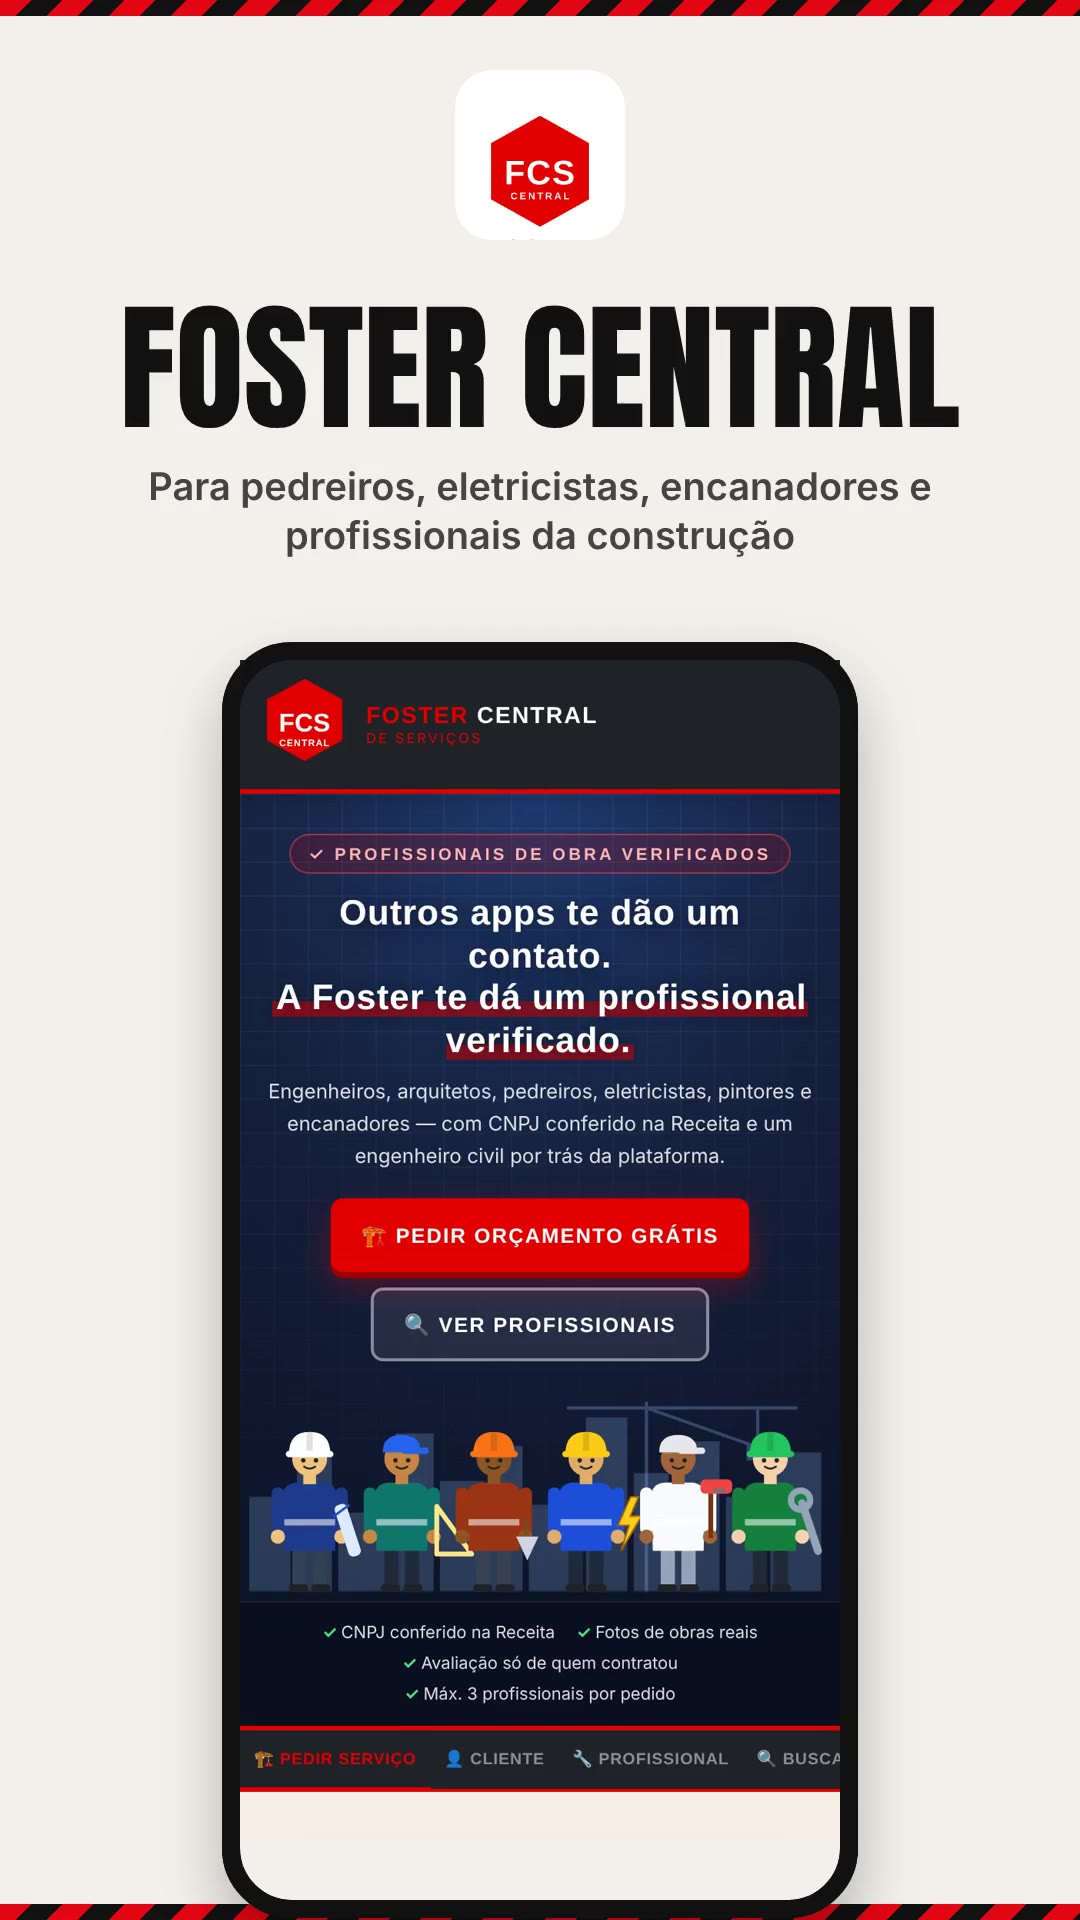 FCS
CENTRAL
FOSTER CENTRAL
Para pedreiros, eletricistas, encanadores e
profissionais da construção
FCS
CENTRAL
FOSTER CENTRAL
DE SERVIÇOS
✓ PROFISSIONAIS DE OBRA VERIFICADOS
Outros apps te dão um
contato.
A Foster te dá um profissional
verificado.
Engenheiros, arquitetos, pedreiros, eletricistas, pintores e
encanadores — com CNPJ conferido na Receita e um
engenheiro civil por trás da plataforma.
🏗️ PEDIR ORÇAMENTO GRÁTIS
🔍 VER PROFISSIONAIS
✓ CNPJ conferido na Receita ✓ Fotos de obras reais
✓ Avaliação só de quem contratou
✓ Máx. 3 profissionais por pedido
🏗️ PEDIR SERVIÇO 👤 CLIENTE 🔧 PROFISSIONAL 🔍 BUSCA